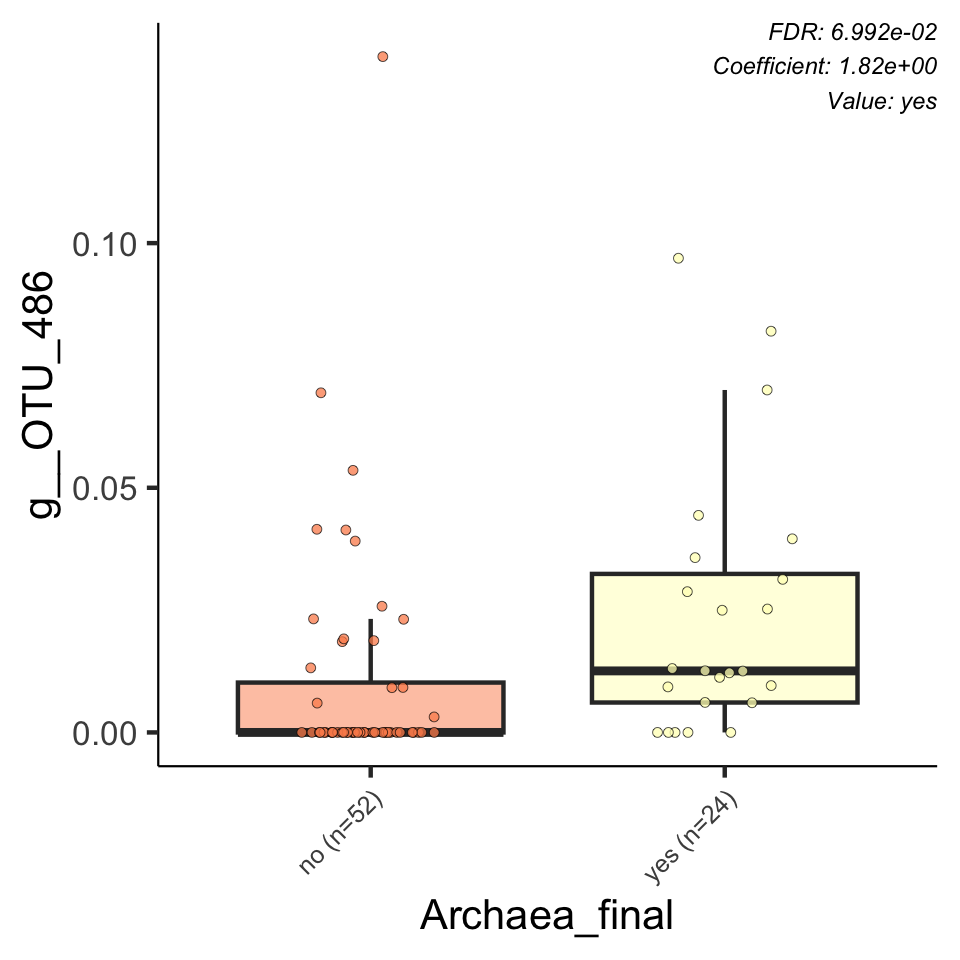 FDR: 6.992e-02
Coefficient: 1.82e+00
Value: yes
g__OTU_486
0.10
0.05
0.00
no (n=52)
yes (n=24)
Archaea_final